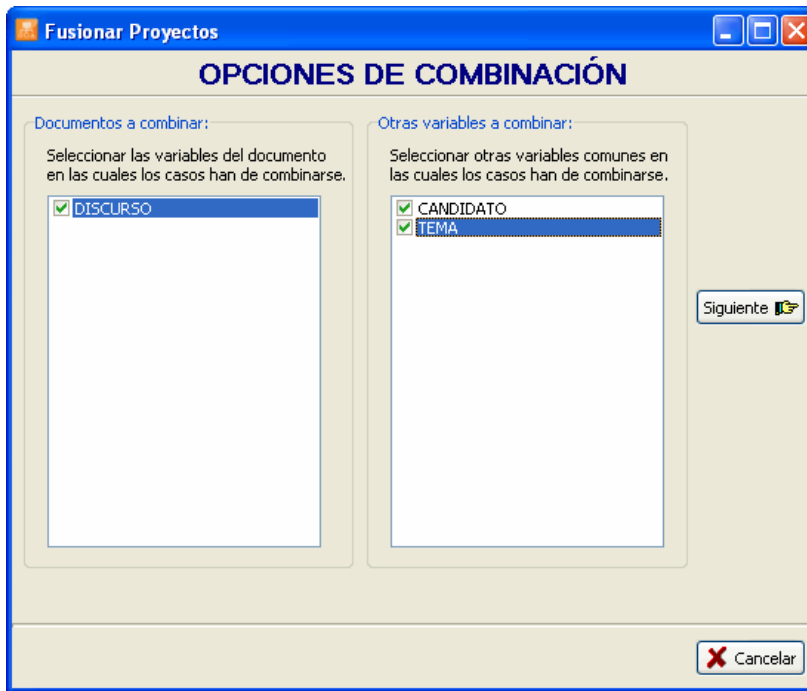 Fusionar Proyectos
OPCIONES DE COMBINACIÓN
Documentos a combinar:
Seleccionar las variables del documento
en las cuales los casos han de combinarse.
DISCURSO
Otras variables a combinar:
Seleccionar otras variables comunes en
las cuales los casos han de combinarse.
CANDIDATO
TEMA
Siguiente
Cancelar